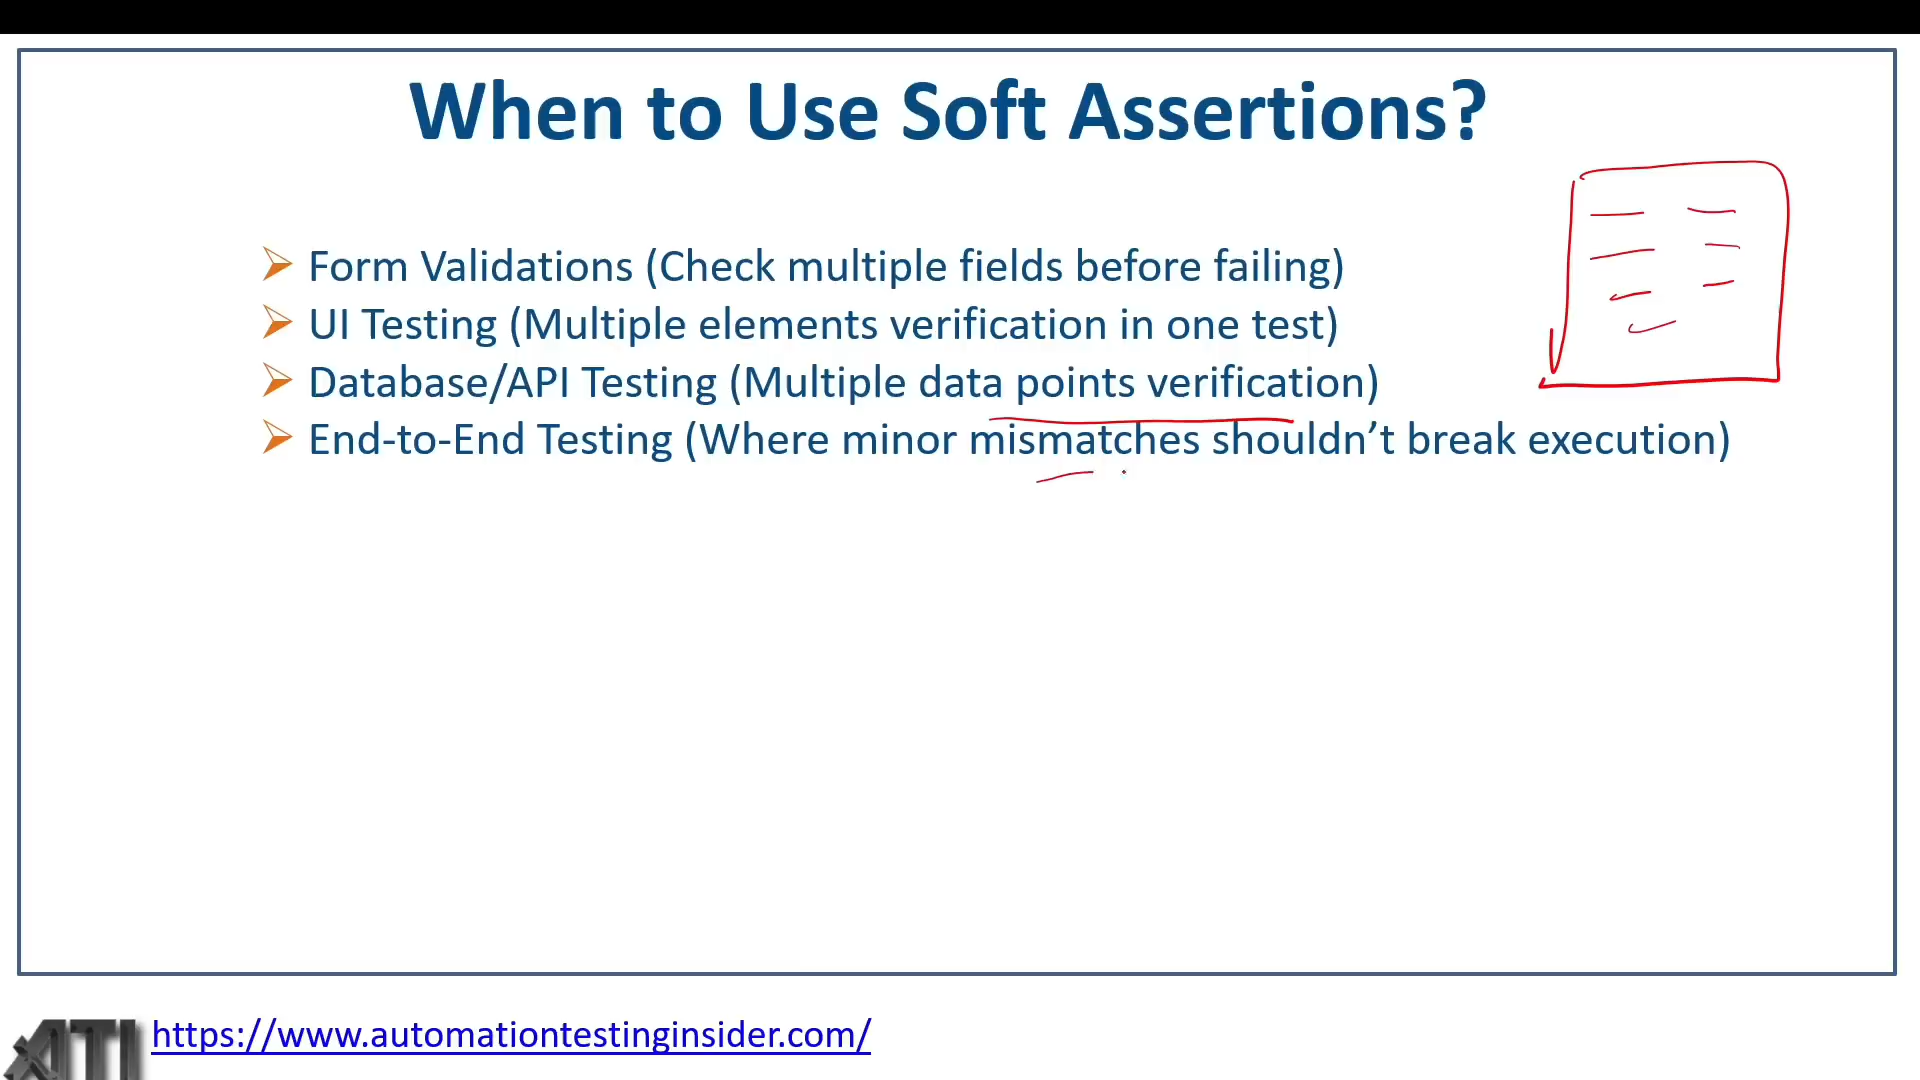 When to Use Soft Assertions?
Form Validations (Check multiple fields before failing)
UI Testing (Multiple elements verification in one test)
Database/API Testing (Multiple data points verification)
End-to-End Testing (Where minor mismatches shouldn’t break execution)
ATI https://www.automationtestinginsider.com/